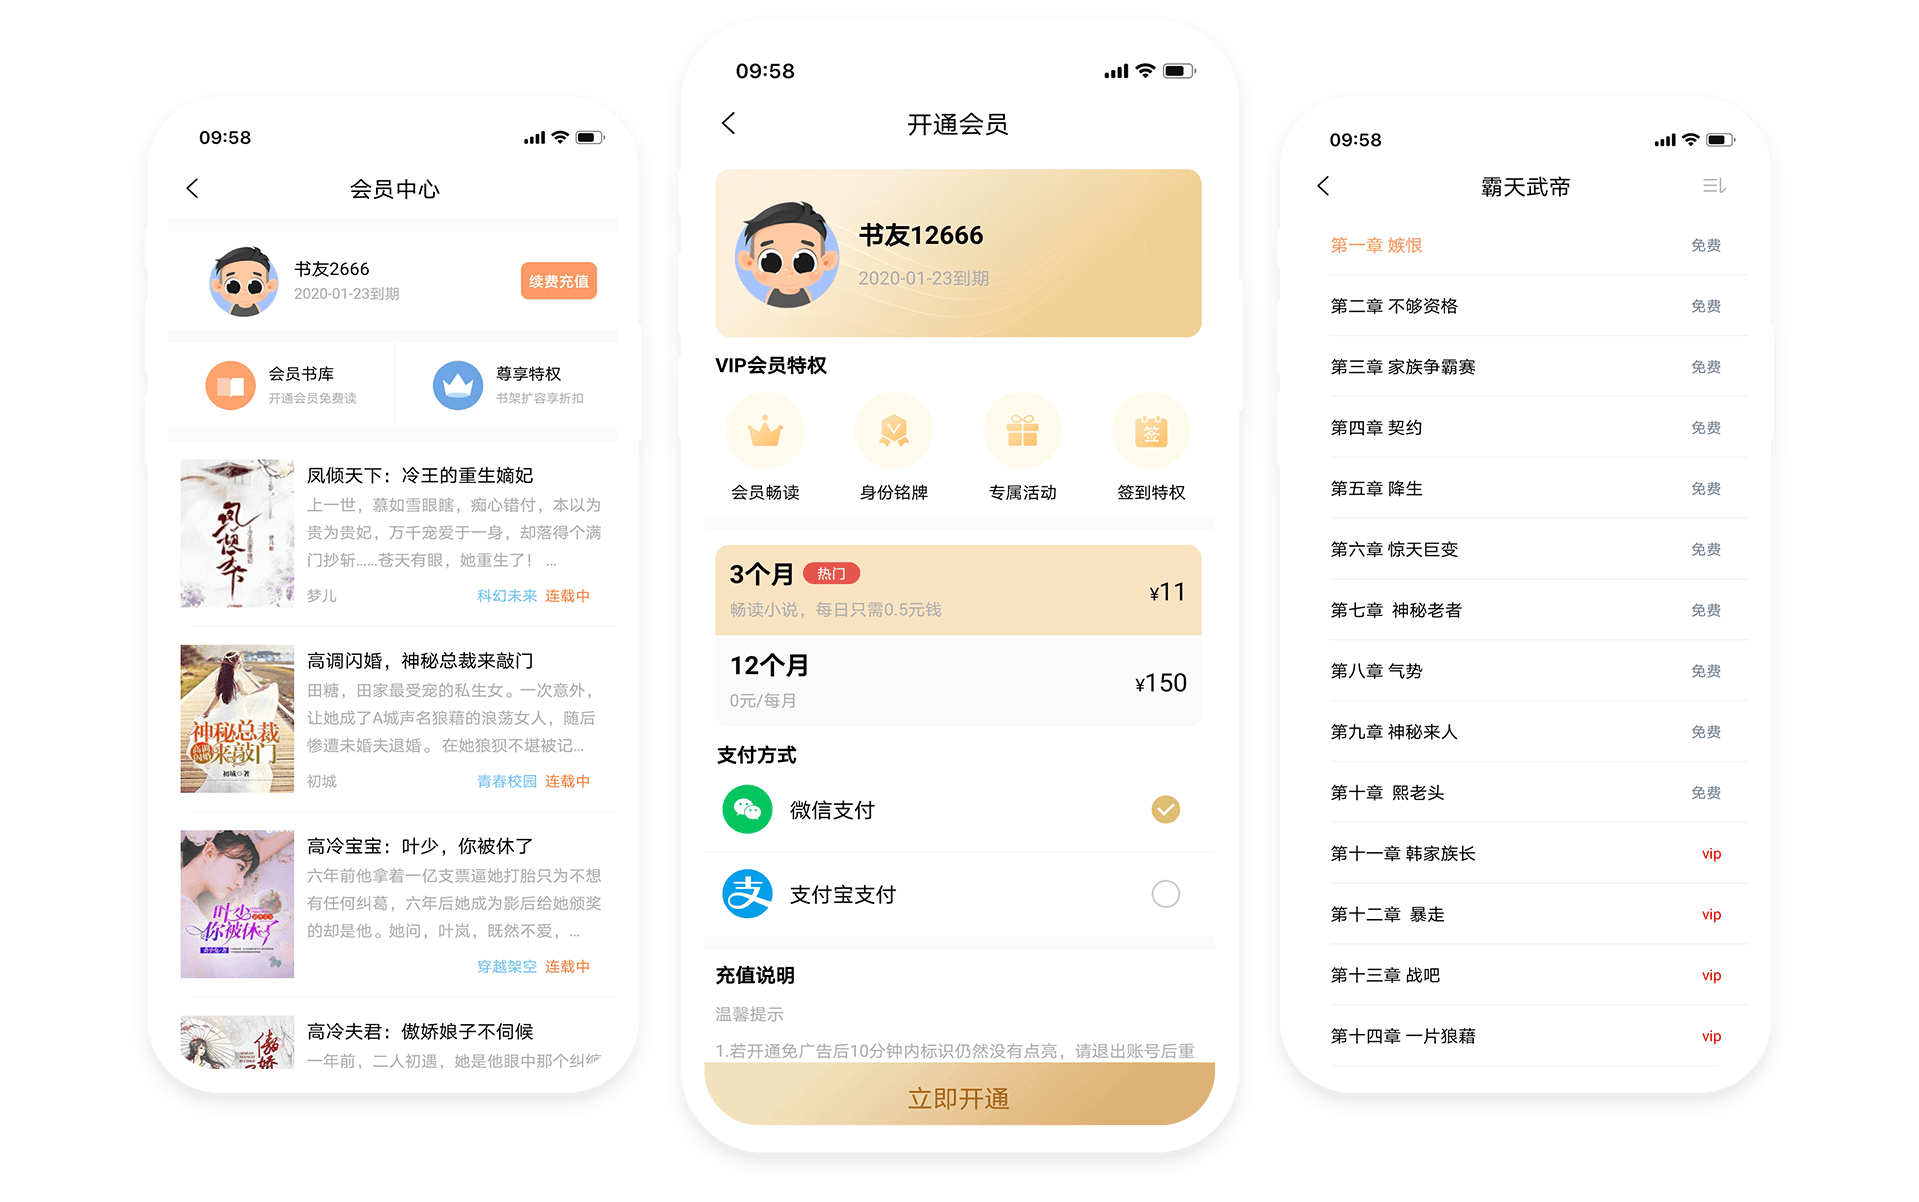 09:58
会员中心
书友2666
2020-01-23到期
续费充值
会员书库
开通会员免费读
尊享特权
书架扩容享折扣
凤倾天下：冷王的重生嫡妃
上一世，慕如雪眼瞎，痴心错付，本以为
贵为贵妃，万千宠爱于一身，却落得个满
门抄斩……苍天有眼，她重生了！ ...
梦儿
科幻未来 连载中
高调闪婚，神秘总裁来敲门
田糖，田家最受宠的私生女。一次意外，
让她成了A城声名狼藉的浪荡女人，随后
惨遭未婚夫退婚。在她狼狈不堪被记...
初城
青春校园 连载中
神秘总裁
来敲门
初城 著
高冷宝宝：叶少，你被休了
六年前他拿着一亿支票逼她打胎只为不想
有任何纠葛，六年后她成为影后给她颁奖
的却是他。她问，叶岚，既然不爱，...
穿越架空 连载中
叶少
你被休了
高冷夫君：傲娇娘子不伺候
一年前，二人初遇，她是他眼中那个纠缠
傲娇
09:58
开通会员
书友12666
2020-01-23到期
VIP会员特权
签
会员畅读
身份铭牌
专属活动
签到特权
3个月 热门
畅读小说，每日只需0.5元钱
¥11
12个月
0元/每月
¥150
支付方式
微信支付
支
支付宝支付
充值说明
温馨提示
1.若开通免广告后10分钟内标识仍然没有点亮，请退出账号后重
立即开通
09:58
霸天武帝
第一章 嫉恨 免费
第二章 不够资格 免费
第三章 家族争霸赛 免费
第四章 契约 免费
第五章 降生 免费
第六章 惊天巨变 免费
第七章 神秘老者 免费
第八章 气势 免费
第九章 神秘来人 免费
第十章 熙老头 免费
第十一章 韩家族长 vip
第十二章 暴走 vip
第十三章 战吧 vip
第十四章 一片狼藉 vip